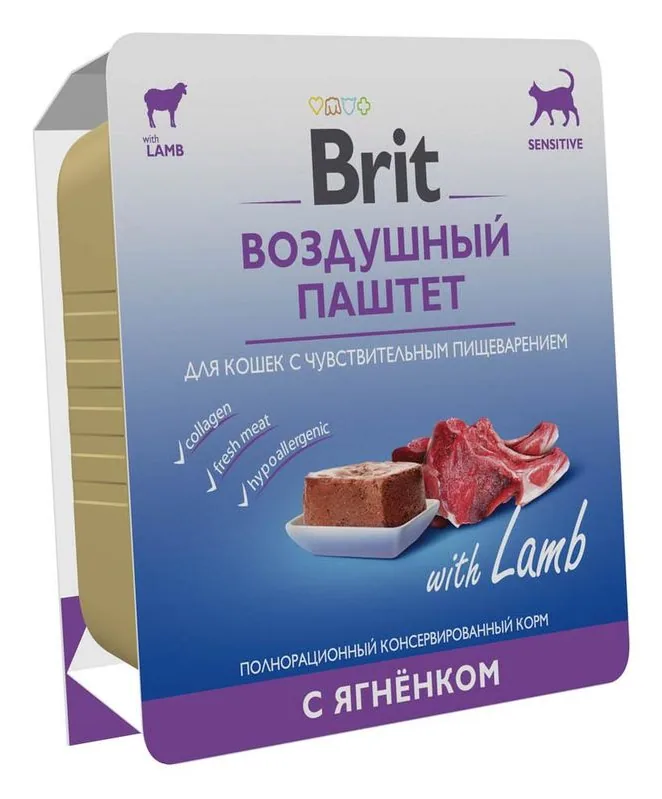 with
LAMB
SENSITIVE
Brit
ВОЗДУШНЫЙ
ПАШТЕТ
ДЛЯ КОШЕК С ЧУВСТВИТЕЛЬНЫМ ПИЩЕВАРЕНИЕМ
collagen
fresh meat
hypoallergenic
with Lamb
ПОЛНОРАЦИОННЫЙ КОНСЕРВИРОВАННЫЙ КОРМ
С ЯГНЁНКОМ